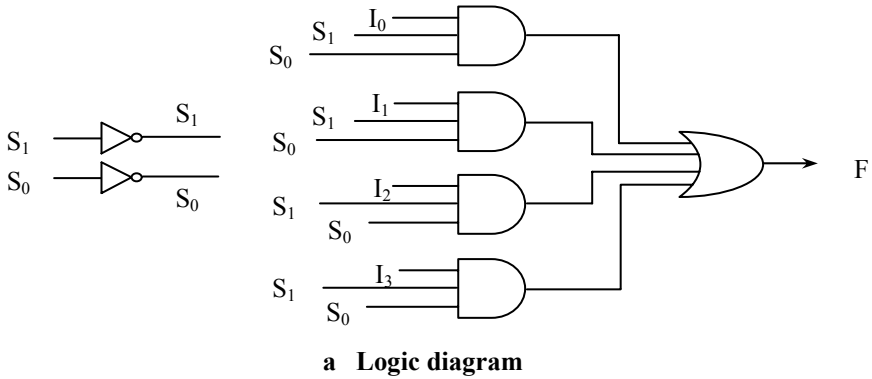 I₀
S₁
S₀
I₁
S₁
S₀
S₁
S₁
S₀
S₀
I₂
S₁
S₀
I₃
S₁
S₀
F
a Logic diagram